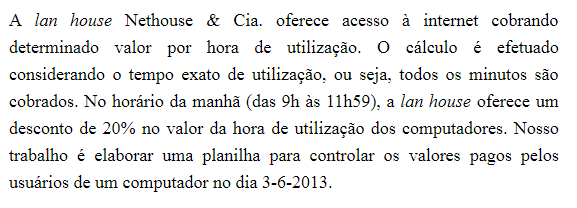 A lan house Nethouse & Cia. oferece acesso à internet cobrando
determinado valor por hora de utilização. O cálculo é efetuado
considerando o tempo exato de utilização, ou seja, todos os minutos são
cobrados. No horário da manhã (das 9h às 11h59), a lan house oferece um
desconto de 20% no valor da hora de utilização dos computadores. Nosso
trabalho é elaborar uma planilha para controlar os valores pagos pelos
usuários de um computador no dia 3-6-2013.